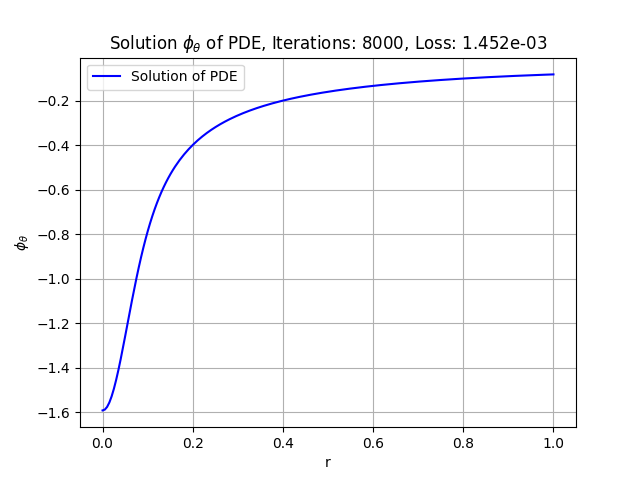 Solution ϕ_θ of PDE, Iterations: 8000, Loss: 1.452e-03
Solution of PDE
−0.2
−0.4
−0.6
−0.8
−1.0
−1.2
−1.4
−1.6
ϕ_θ
0.0 0.2 0.4 0.6 0.8 1.0
r